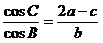 cos C / cos B = (2a − c) / b